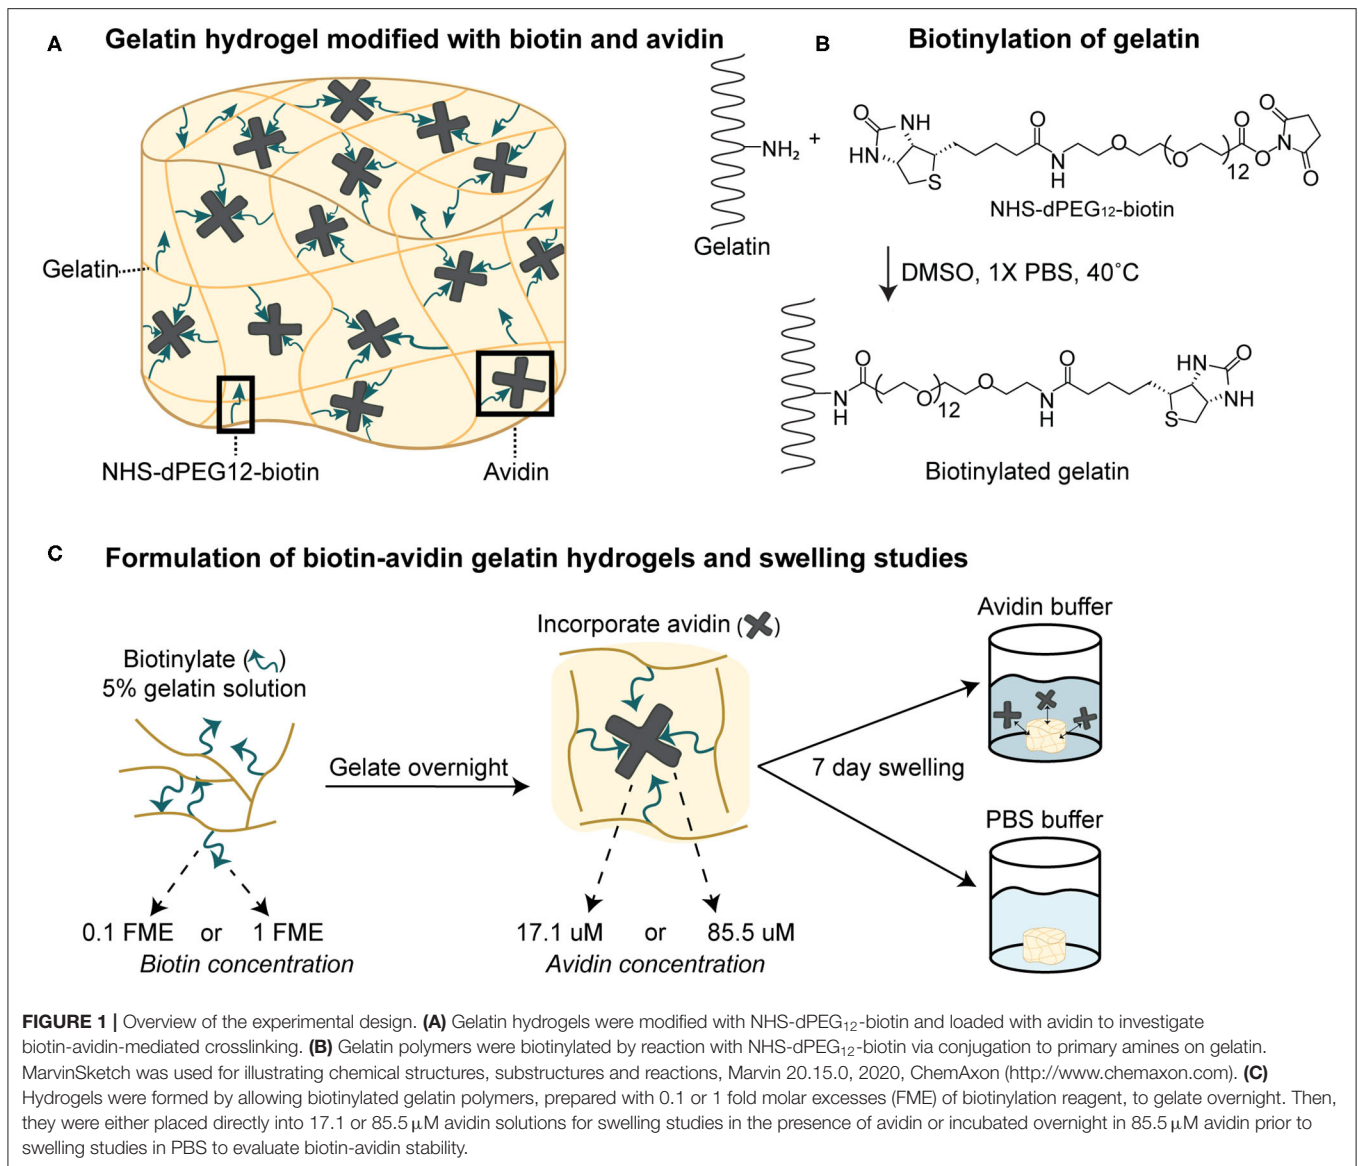 A Gelatin hydrogel modified with biotin and avidin
Gelatin
NHS-dPEG12-biotin
Avidin
B Biotinylation of gelatin
NH₂ +
Gelatin
O
NH
HN
S
O
N
H
O
O
12
O
O
O
N
O
NHS-dPEG₁₂-biotin
DMSO, 1X PBS, 40˚C
O
N
H
O
12
O
N
H
O
HN
O
NH
S
Biotinylated gelatin
C Formulation of biotin-avidin gelatin hydrogels and swelling studies
Biotinylate ( )
5% gelatin solution
0.1 FME or 1 FME
Biotin concentration
Gelate overnight
Incorporate avidin ( )
17.1 uM or 85.5 uM
Avidin concentration
7 day swelling
Avidin buffer
PBS buffer
FIGURE 1 | Overview of the experimental design. (A) Gelatin hydrogels were modified with NHS-dPEG₁₂-biotin and loaded with avidin to investigate
biotin-avidin-mediated crosslinking. (B) Gelatin polymers were biotinylated by reaction with NHS-dPEG₁₂-biotin via conjugation to primary amines on gelatin.
MarvinSketch was used for illustrating chemical structures, substructures and reactions, Marvin 20.15.0, 2020, ChemAxon (http://www.chemaxon.com). (C)
Hydrogels were formed by allowing biotinylated gelatin polymers, prepared with 0.1 or 1 fold molar excesses (FME) of biotinylation reagent, to gelate overnight. Then,
they were either placed directly into 17.1 or 85.5 µM avidin solutions for swelling studies in the presence of avidin or incubated overnight in 85.5 µM avidin prior to
swelling studies in PBS to evaluate biotin-avidin stability.